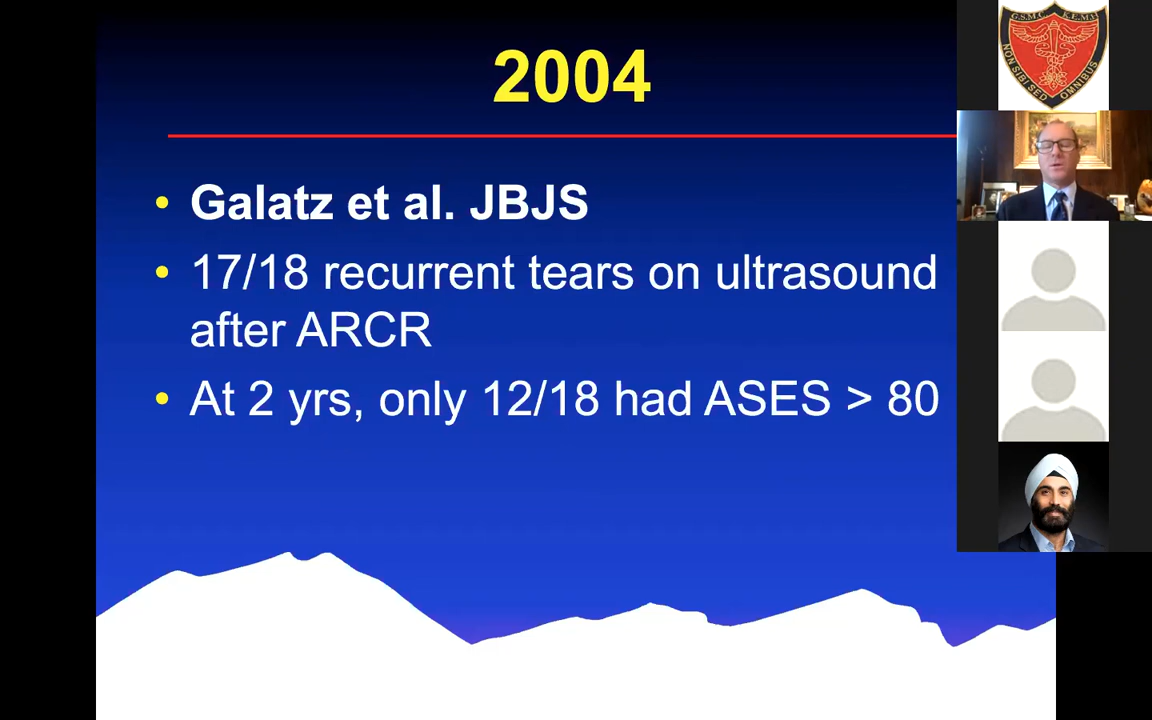 2004
• Galatz et al. JBJS
• 17/18 recurrent tears on ultrasound
after ARCR
• At 2 yrs, only 12/18 had ASES > 80
G.S.M.C. K.E.M.H.
NON SIBI SED OMNIBUS